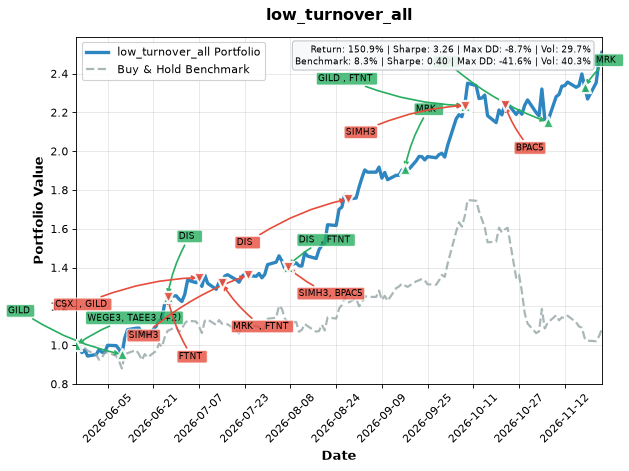 low_turnover_all
low_turnover_all Portfolio
Buy & Hold Benchmark
Return: 150.9% | Sharpe: 3.26 | Max DD: -8.7% | Vol: 29.7%
Benchmark: 8.3% | Sharpe: 0.40 | Max DD: -41.6% | Vol: 40.3%
MRK
GILD , FTNT
MRK
SIMH3
BPAC5
DIS
DIS
DIS , FTNT
SIMH3, BPAC5
CSX , GILD
GILD
WEGE3, TAEE3 (+2)
SIMH3
MRK , FTNT
FTNT
Portfolio Value
2.4
2.2
2.0
1.8
1.6
1.4
1.2
1.0
0.8
2026-06-05
2026-06-21
2026-07-07
2026-07-23
2026-08-08
2026-08-24
2026-09-09
2026-09-25
2026-10-11
2026-10-27
2026-11-12
Date